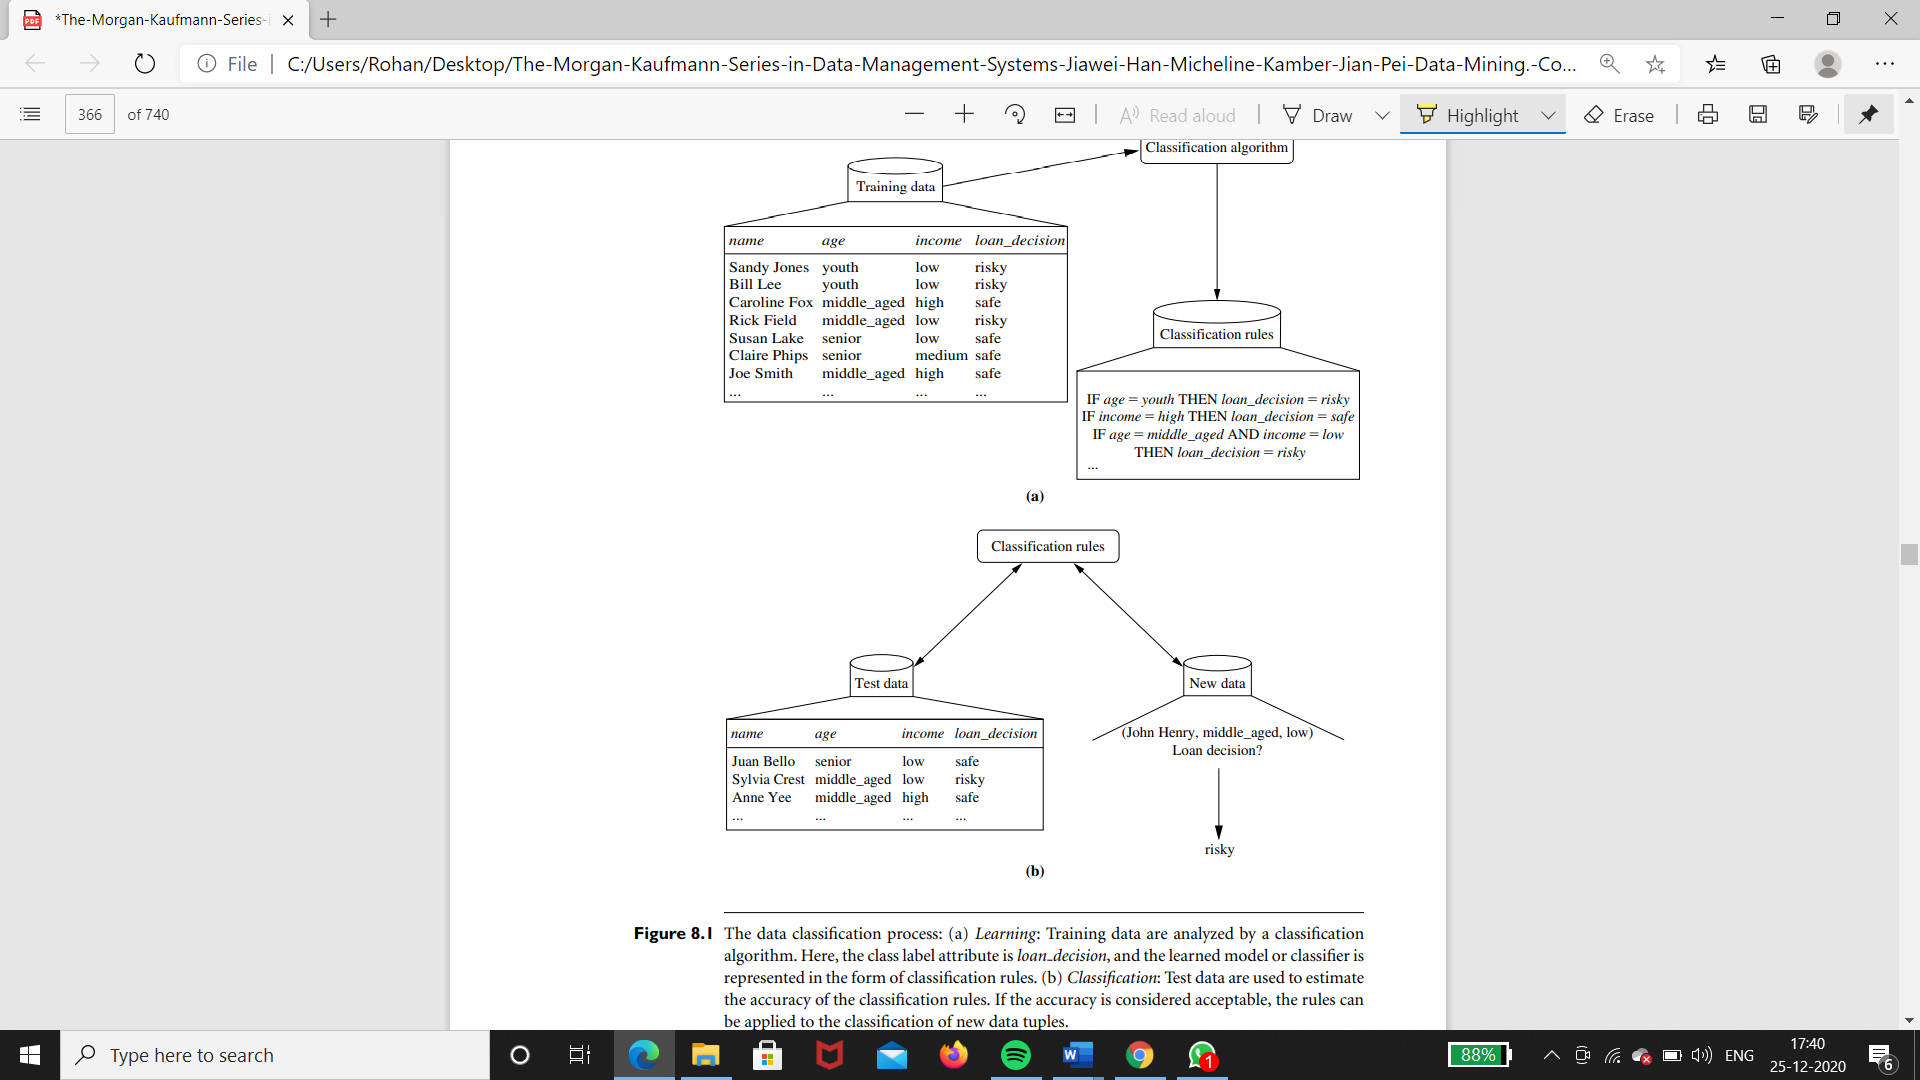 *The-Morgan-Kaufmann-Series-i
File
C:/Users/Rohan/Desktop/The-Morgan-Kaufmann-Series-in-Data-Management-Systems-Jiawei-Han-Micheline-Kamber-Jian-Pei-Data-Mining.-Co...
366 of 740
Read aloud
Draw
Highlight
Erase
Classification algorithm
Training data
name age income loan_decision
Sandy Jones youth low risky
Bill Lee youth low risky
Caroline Fox middle_aged high safe
Rick Field middle_aged low risky
Susan Lake senior low safe
Claire Phips senior medium safe
Joe Smith middle_aged high safe
... ... ... ...
Classification rules
IF age = youth THEN loan_decision = risky
IF income = high THEN loan_decision = safe
IF age = middle_aged AND income = low
THEN loan_decision = risky
...
(a)
Classification rules
Test data
name age income loan_decision
Juan Bello senior low safe
Sylvia Crest middle_aged low risky
Anne Yee middle_aged high safe
... ... ... ...
New data
(John Henry, middle_aged, low)
Loan decision?
risky
(b)
Figure 8.1 The data classification process: (a) Learning: Training data are analyzed by a classification
algorithm. Here, the class label attribute is loan_decision, and the learned model or classifier is
represented in the form of classification rules. (b) Classification: Test data are used to estimate
the accuracy of the classification rules. If the accuracy is considered acceptable, the rules can
be applied to the classification of new data tuples.
Type here to search
1
88%
ENG
17:40
25-12-2020
6